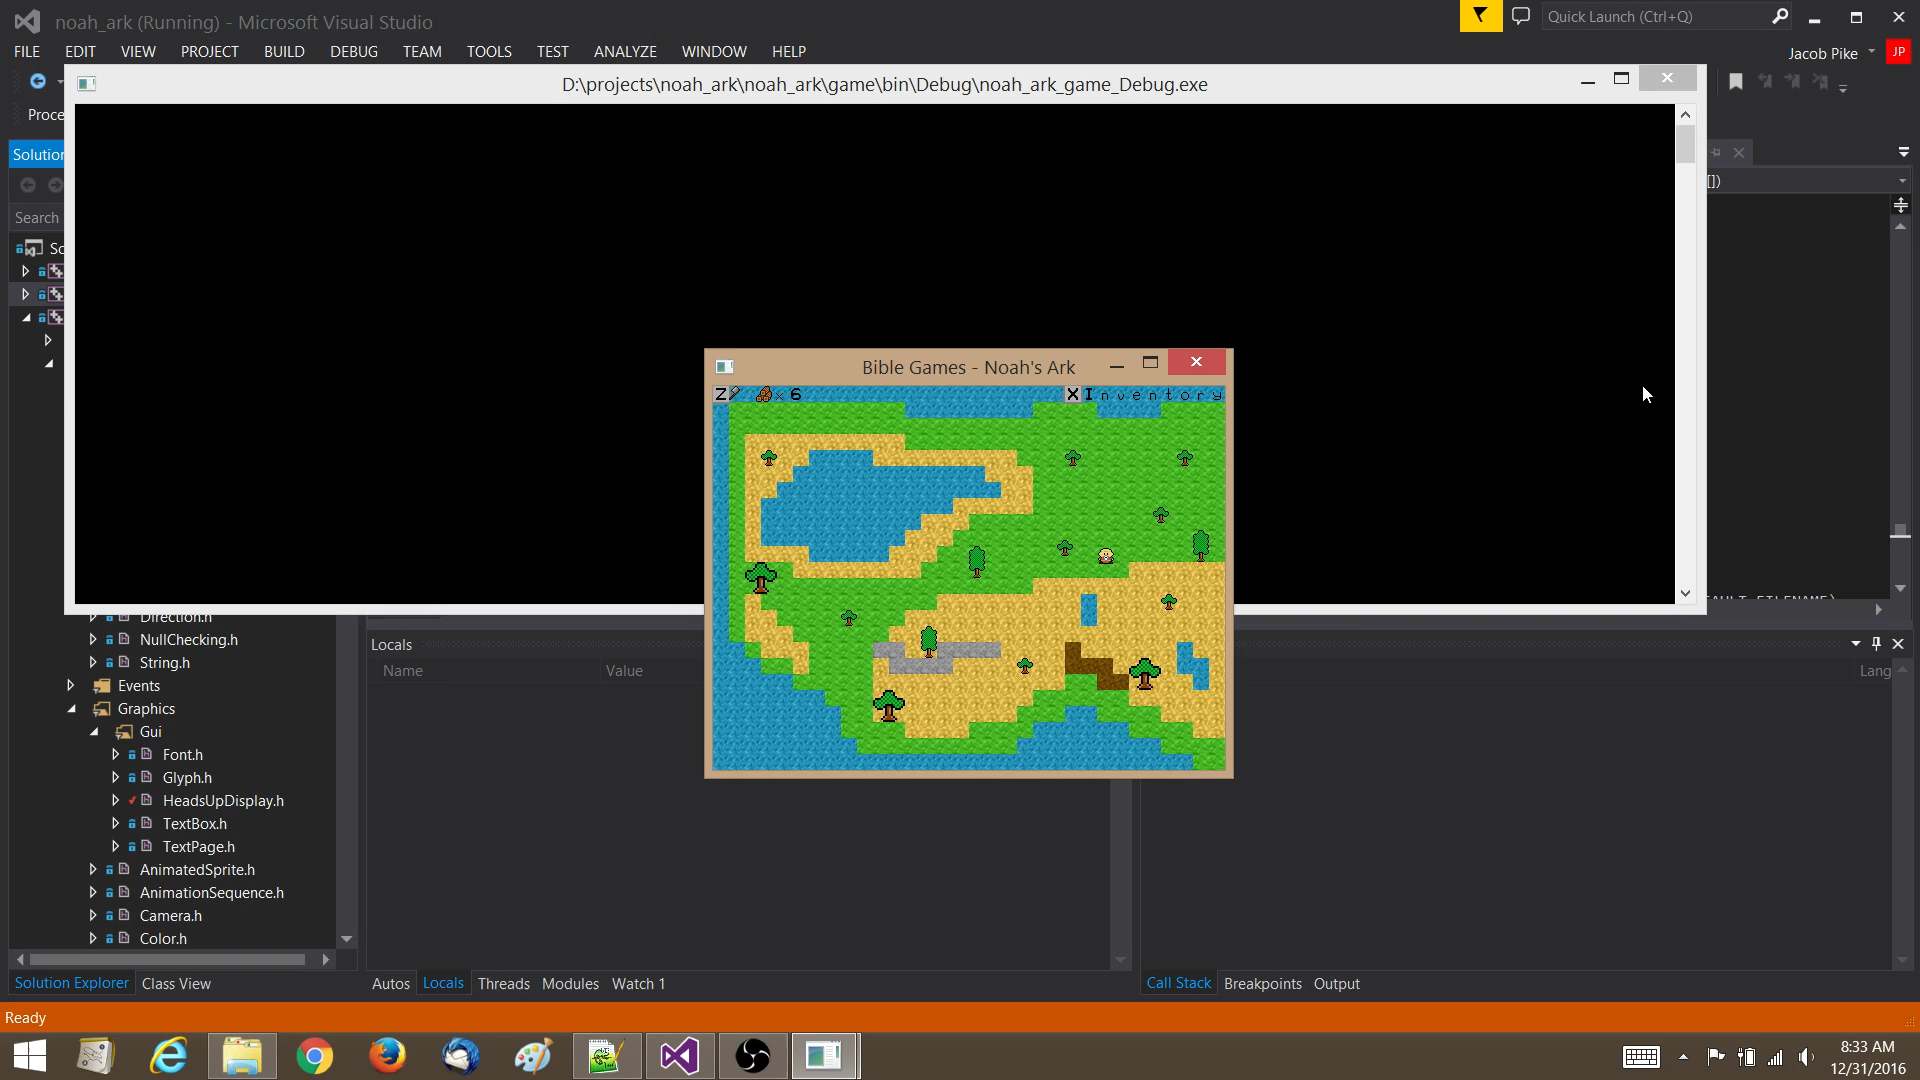 noah_ark (Running) - Microsoft Visual Studio
Quick Launch (Ctrl+Q)
FILE EDIT VIEW PROJECT BUILD DEBUG TEAM TOOLS TEST ANALYZE WINDOW HELP
Jacob Pike JP
D:\projects\noah_ark\noah_ark\game\bin\Debug\noah_ark_game_Debug.exe
Proce
Solution
[])
Search
So
Bible Games - Noah's Ark
Z × 6 X Inventory
AULT_FILENAME)
Direction.h
NullChecking.h
String.h
Events
Graphics
Gui
Font.h
Glyph.h
HeadsUpDisplay.h
TextBox.h
TextPage.h
AnimatedSprite.h
AnimationSequence.h
Camera.h
Color.h
Locals
Name Value
Lang
Solution Explorer Class View
Autos Locals Threads Modules Watch 1
Call Stack Breakpoints Output
Ready
8:33 AM
12/31/2016